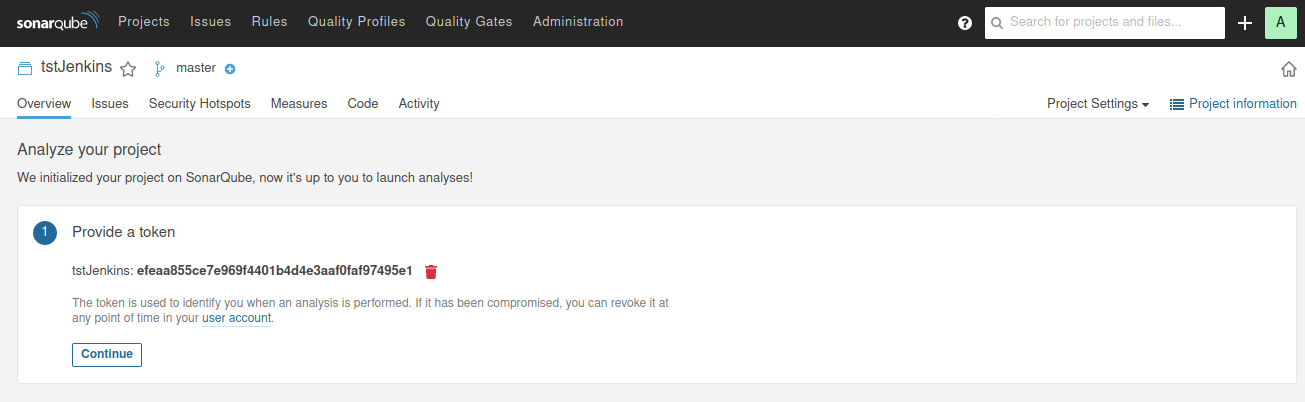 sonarqube Projects Issues Rules Quality Profiles Quality Gates Administration ? Search for projects and files... A
tstJenkins master
Overview Issues Security Hotspots Measures Code Activity Project Settings Project information
Analyze your project
We initialized your project on SonarQube, now it's up to you to launch analyses!
1 Provide a token
tstJenkins: efeaa855ce7e969f4401b4d4e3aaf0faf97495e1
The token is used to identify you when an analysis is performed. If it has been compromised, you can revoke it at
any point of time in your user account.
Continue